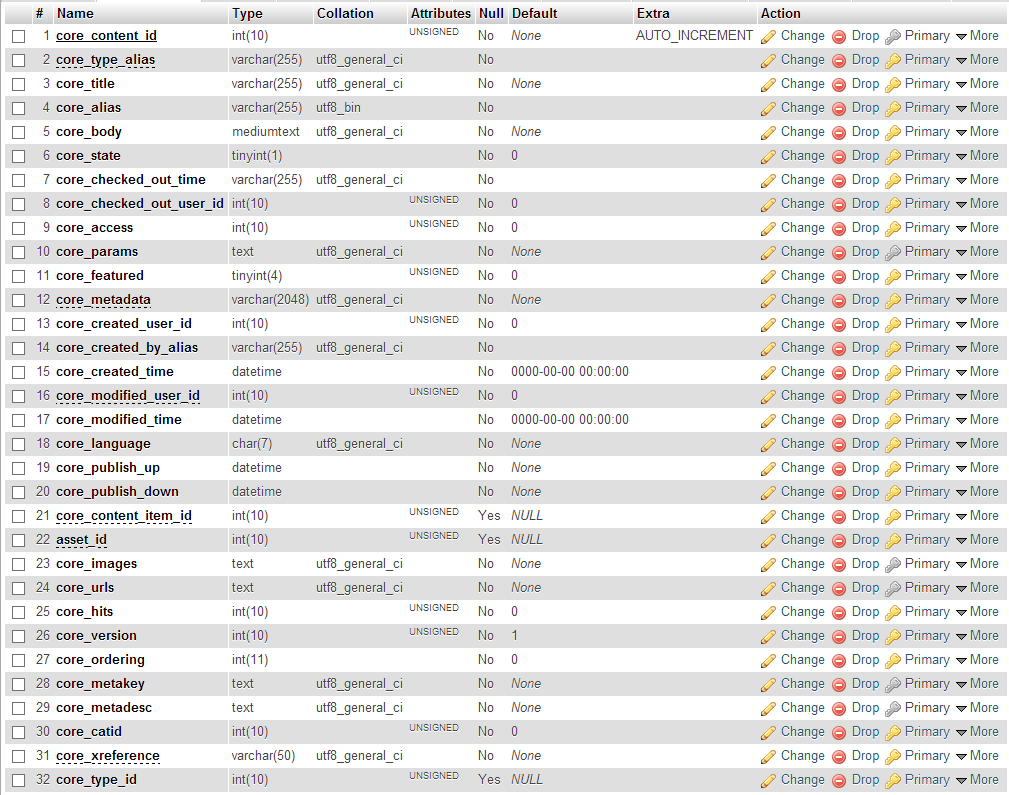 # Name Type Collation Attributes Null Default Extra Action
1 core_content_id int(10) UNSIGNED No None AUTO_INCREMENT Change Drop Primary More
2 core_type_alias varchar(255) utf8_general_ci No Change Drop Primary More
3 core_title varchar(255) utf8_general_ci No None Change Drop Primary More
4 core_alias varchar(255) utf8_bin No Change Drop Primary More
5 core_body mediumtext utf8_general_ci No None Change Drop Primary More
6 core_state tinyint(1) No 0 Change Drop Primary More
7 core_checked_out_time varchar(255) utf8_general_ci No Change Drop Primary More
8 core_checked_out_user_id int(10) UNSIGNED No 0 Change Drop Primary More
9 core_access int(10) UNSIGNED No 0 Change Drop Primary More
10 core_params text utf8_general_ci No None Change Drop Primary More
11 core_featured tinyint(4) UNSIGNED No 0 Change Drop Primary More
12 core_metadata varchar(2048) utf8_general_ci No None Change Drop Primary More
13 core_created_user_id int(10) UNSIGNED No 0 Change Drop Primary More
14 core_created_by_alias varchar(255) utf8_general_ci No Change Drop Primary More
15 core_created_time datetime No 0000-00-00 00:00:00 Change Drop Primary More
16 core_modified_user_id int(10) UNSIGNED No 0 Change Drop Primary More
17 core_modified_time datetime No 0000-00-00 00:00:00 Change Drop Primary More
18 core_language char(7) utf8_general_ci No None Change Drop Primary More
19 core_publish_up datetime No None Change Drop Primary More
20 core_publish_down datetime No None Change Drop Primary More
21 core_content_item_id int(10) UNSIGNED Yes NULL Change Drop Primary More
22 asset_id int(10) UNSIGNED Yes NULL Change Drop Primary More
23 core_images text utf8_general_ci No None Change Drop Primary More
24 core_urls text utf8_general_ci No None Change Drop Primary More
25 core_hits int(10) UNSIGNED No 0 Change Drop Primary More
26 core_version int(10) UNSIGNED No 1 Change Drop Primary More
27 core_ordering int(11) No 0 Change Drop Primary More
28 core_metakey text utf8_general_ci No None Change Drop Primary More
29 core_metadesc text utf8_general_ci No None Change Drop Primary More
30 core_catid int(10) UNSIGNED No 0 Change Drop Primary More
31 core_xreference varchar(50) utf8_general_ci No None Change Drop Primary More
32 core_type_id int(10) UNSIGNED Yes NULL Change Drop Primary More